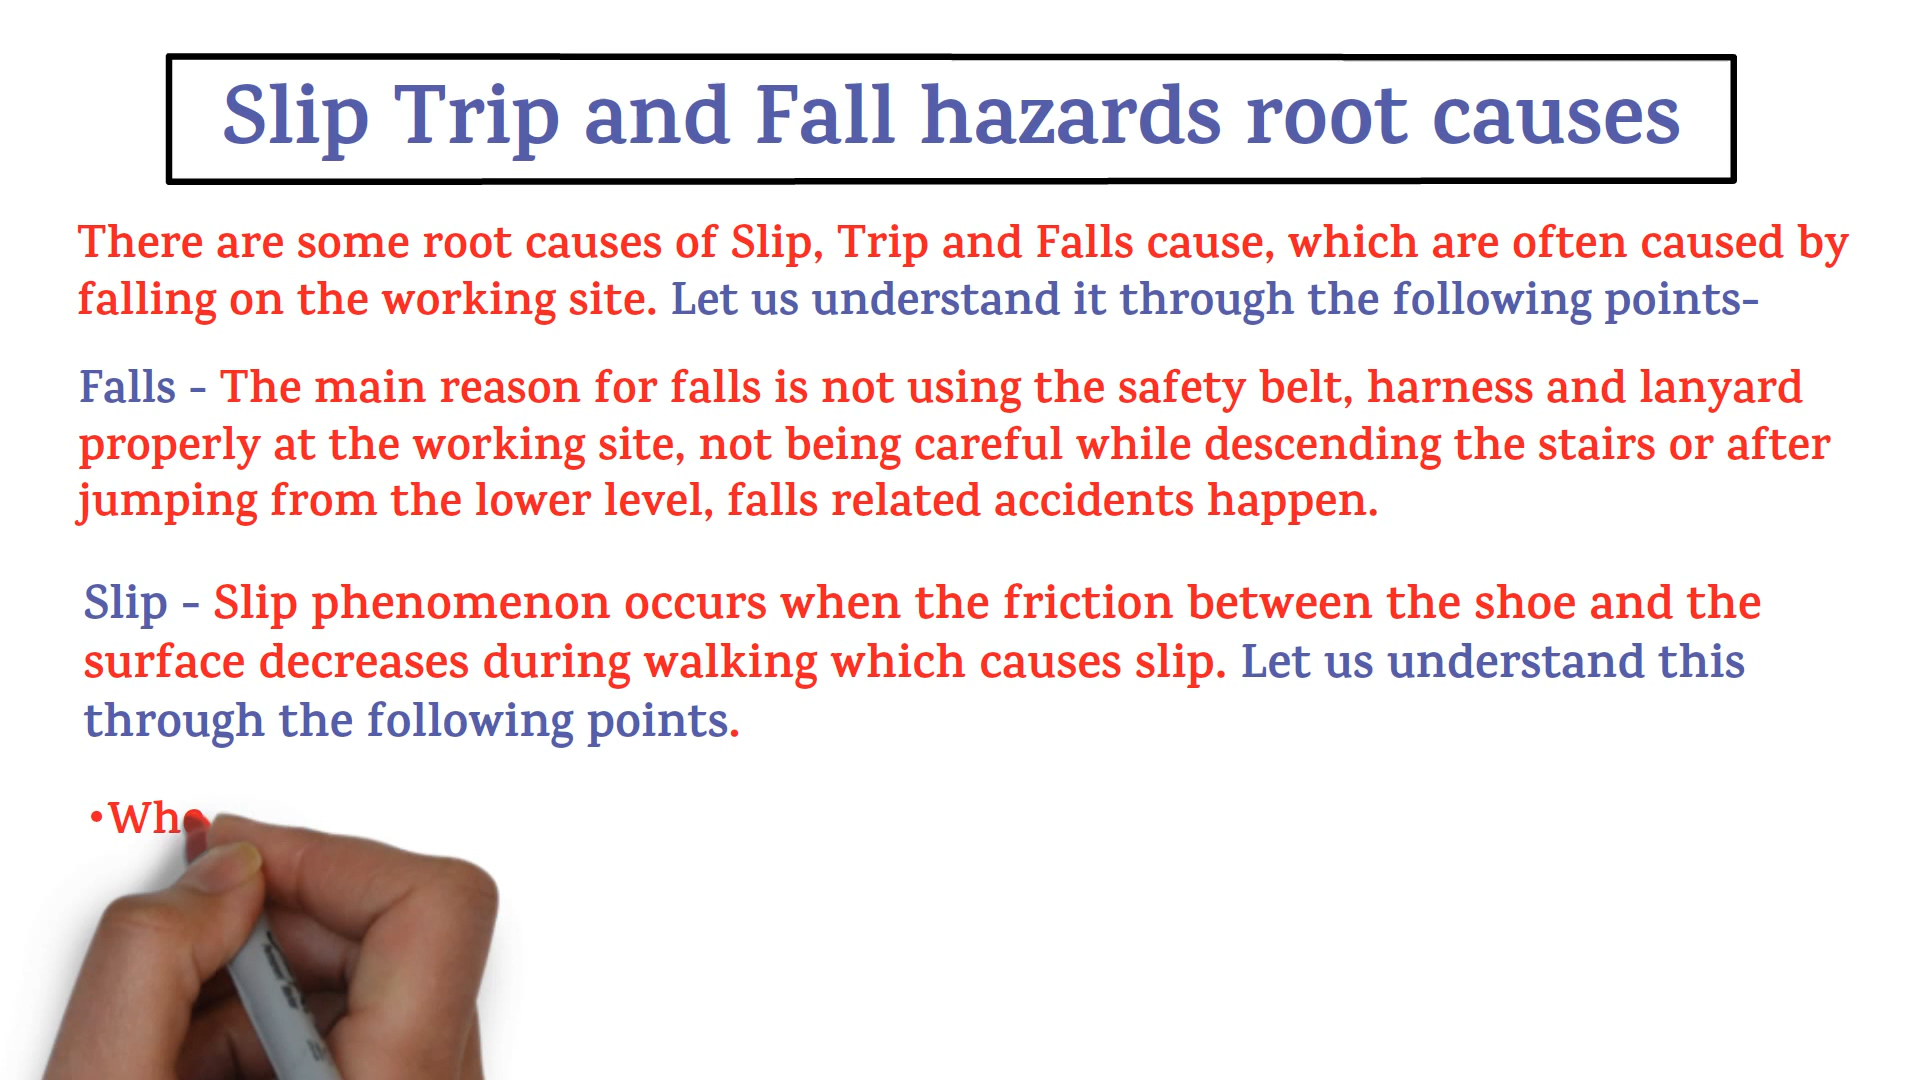 Slip Trip and Fall hazards root causes
There are some root causes of Slip, Trip and Falls cause, which are often caused by
falling on the working site. Let us understand it through the following points-
Falls - The main reason for falls is not using the safety belt, harness and lanyard
properly at the working site, not being careful while descending the stairs or after
jumping from the lower level, falls related accidents happen.
Slip - Slip phenomenon occurs when the friction between the shoe and the
surface decreases during walking which causes slip. Let us understand this
through the following points.